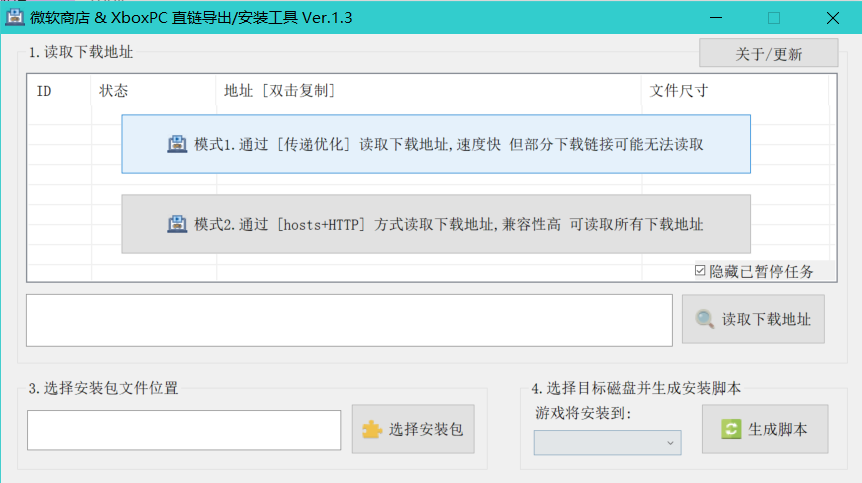 微软商店 & XboxPC 直链导出/安装工具 Ver.1.3
1.读取下载地址
关于/更新
ID 状态 地址 [双击复制] 文件尺寸
模式1.通过 [传递优化] 读取下载地址,速度快 但部分下载链接可能无法读取
模式2.通过 [hosts+HTTP] 方式读取下载地址,兼容性高 可读取所有下载地址
隐藏已暂停任务
读取下载地址
3.选择安装包文件位置
选择安装包
4.选择目标磁盘并生成安装脚本
游戏将安装到:
生成脚本